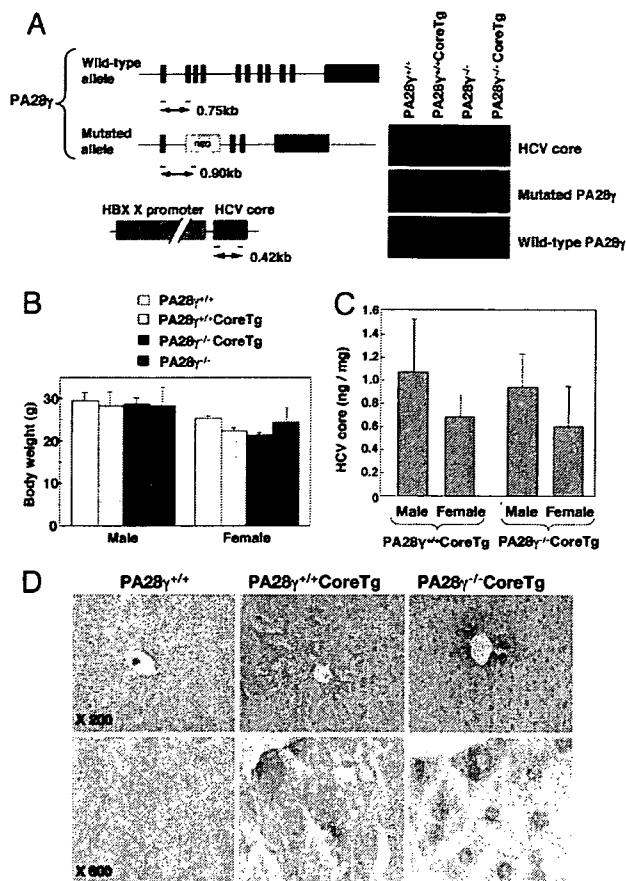 A
Wild-type allele
PA28γ
0.75kb
Mutated allele
neo
0.90kb
HBX X promoter
HCV core
0.42kb
PA28γ+/+
PA28γ+/+CoreTg
PA28γ-/-
PA28γ-/-CoreTg
HCV core
Mutated PA28γ
Wild-type PA28γ
B
PA28γ+/+
PA28γ+/+CoreTg
PA28γ-/-CoreTg
PA28γ-/-
Body weight (g)
30
20
10
0
Male
Female
C
HCV core (ng / mg)
1.6
1.4
1.2
1.0
0.8
0.6
0.4
0.2
0
Male
Female
Male
Female
PA28γ+/+CoreTg
PA28γ-/-CoreTg
D
PA28γ+/+
PA28γ+/+CoreTg
PA28γ-/-CoreTg
X 200
X 600